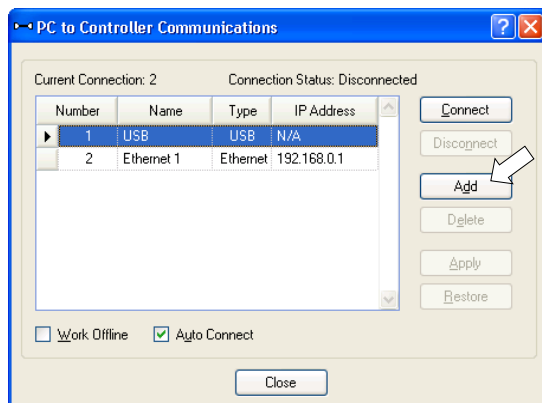 PC to Controller Communications
Current Connection: 2 Connection Status: Disconnected
Number Name Type IP Address
1 USB USB N/A
2 Ethernet 1 Ethernet 192.168.0.1
Connect
Disconnect
Add
Delete
Apply
Restore
Work Offline Auto Connect
Close